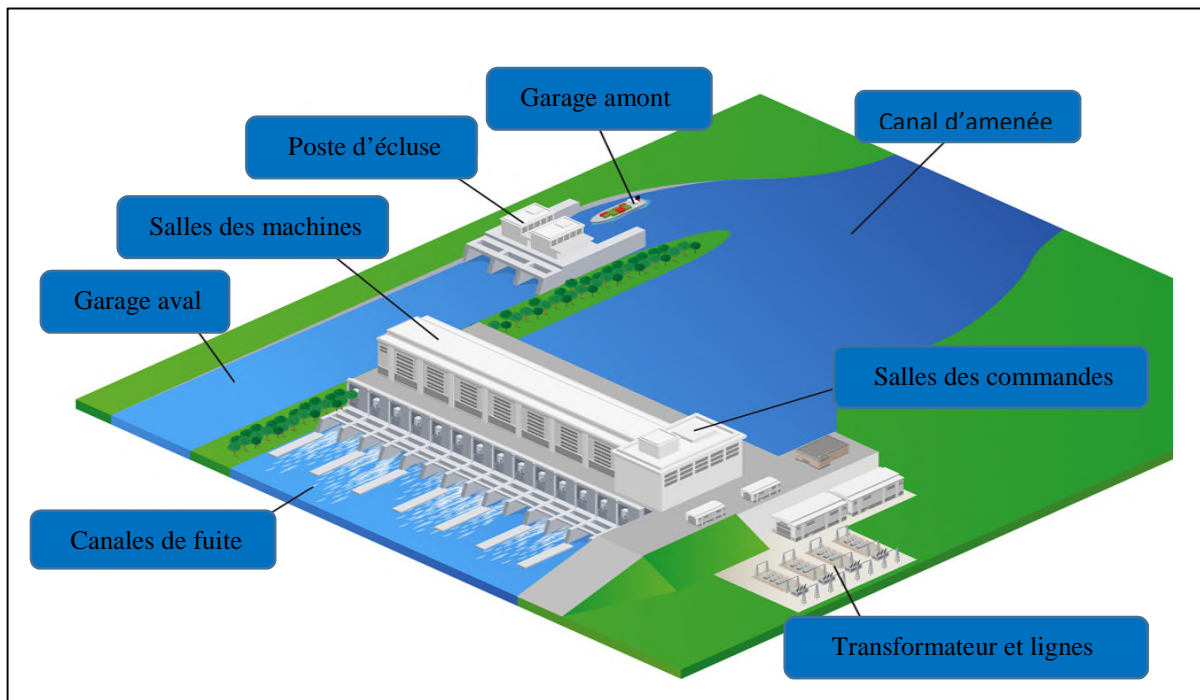 Garage amont
Canal d'amenée
Poste d'écluse
Salles des machines
Garage aval
Salles des commandes
Canales de fuite
Transformateur et lignes